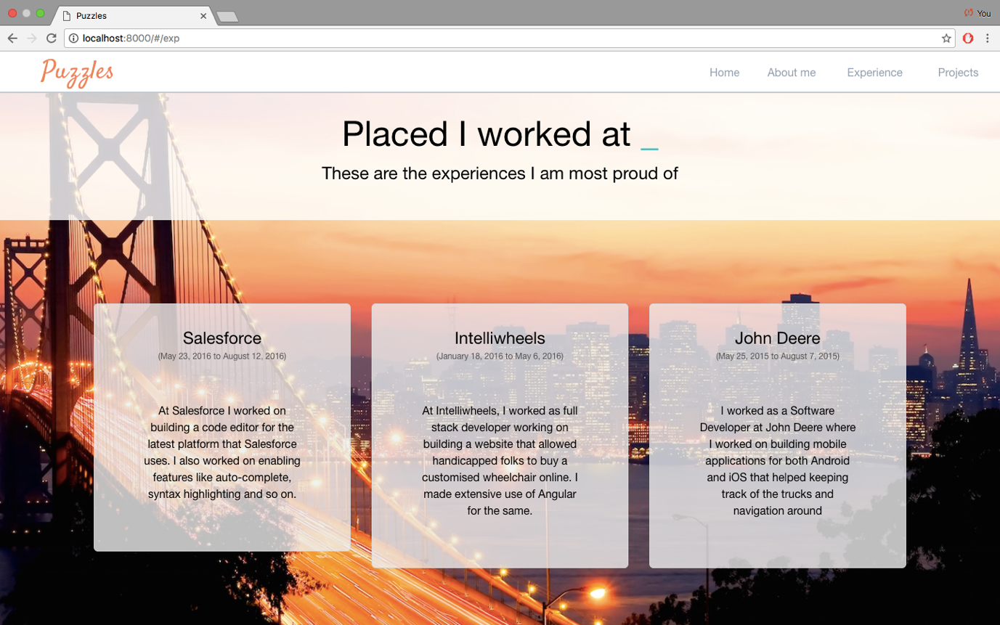 Puzzles
You
localhost:8000/#/exp
Puzzles
Home
About me
Experience
Projects
Placed I worked at _
These are the experiences I am most proud of
Salesforce
(May 23, 2016 to August 12, 2016)
At Salesforce I worked on
building a code editor for the
latest platform that Salesforce
uses. I also worked on enabling
features like auto-complete,
syntax highlighting and so on.
Intelliwheels
(January 18, 2016 to May 6, 2016)
At Intelliwheels, I worked as full
stack developer working on
building a website that allowed
handicapped folks to buy a
customised wheelchair online. I
made extensive use of Angular
for the same.
John Deere
(May 25, 2015 to August 7, 2015)
I worked as a Software
Developer at John Deere where
I worked on building mobile
applications for both Android
and iOS that helped keeping
track of the trucks and
navigation around